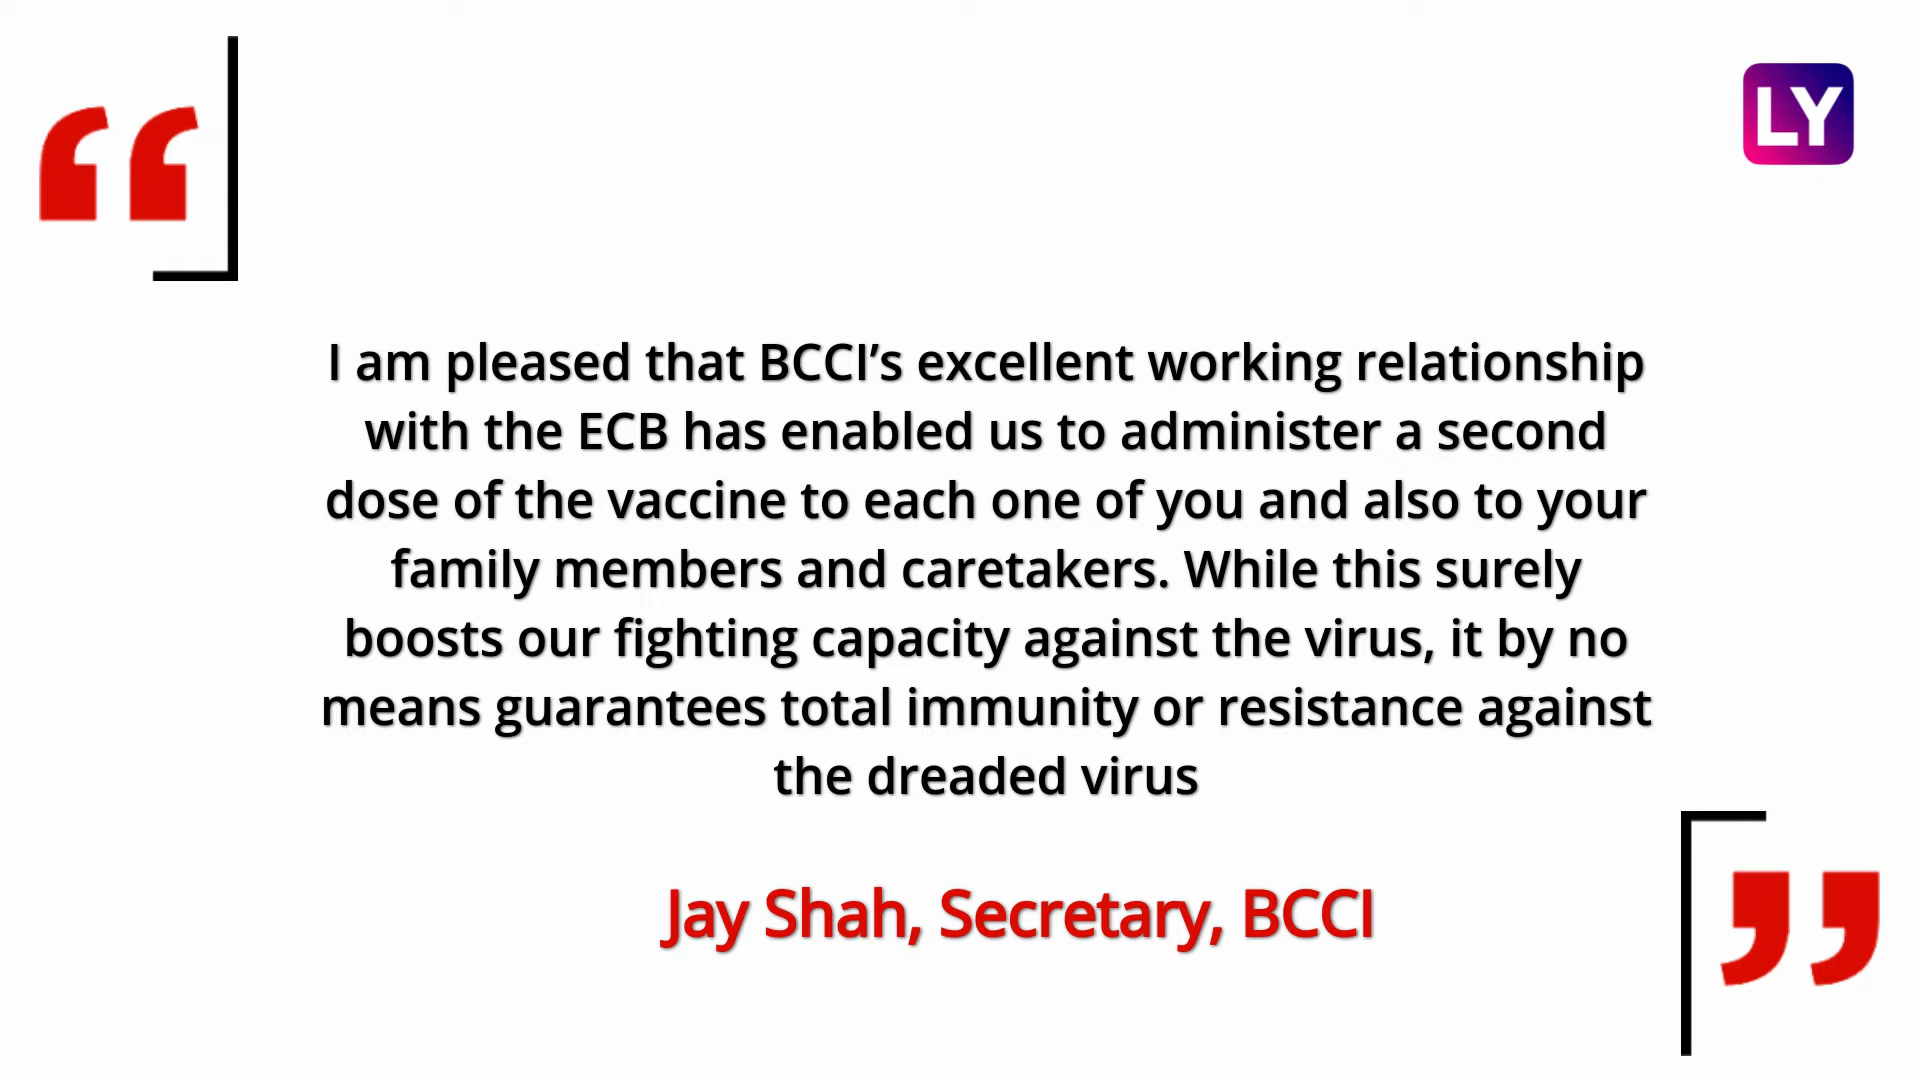 LY
I am pleased that BCCI’s excellent working relationship
with the ECB has enabled us to administer a second
dose of the vaccine to each one of you and also to your
family members and caretakers. While this surely
boosts our fighting capacity against the virus, it by no
means guarantees total immunity or resistance against
the dreaded virus
Jay Shah, Secretary, BCCI